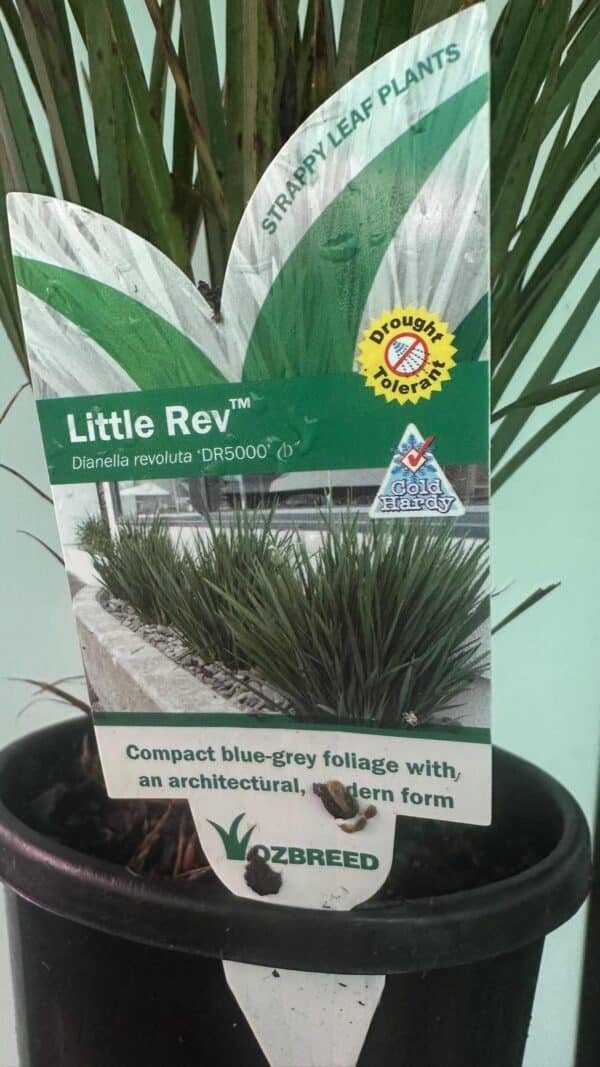 STRAPPY LEAF PLANTS
Drought
Tolerant
Little Rev™
Dianella revoluta 'DR5000'
Cold
Hardy
Compact blue-grey foliage with,
an architectural, dern form
OZBREED